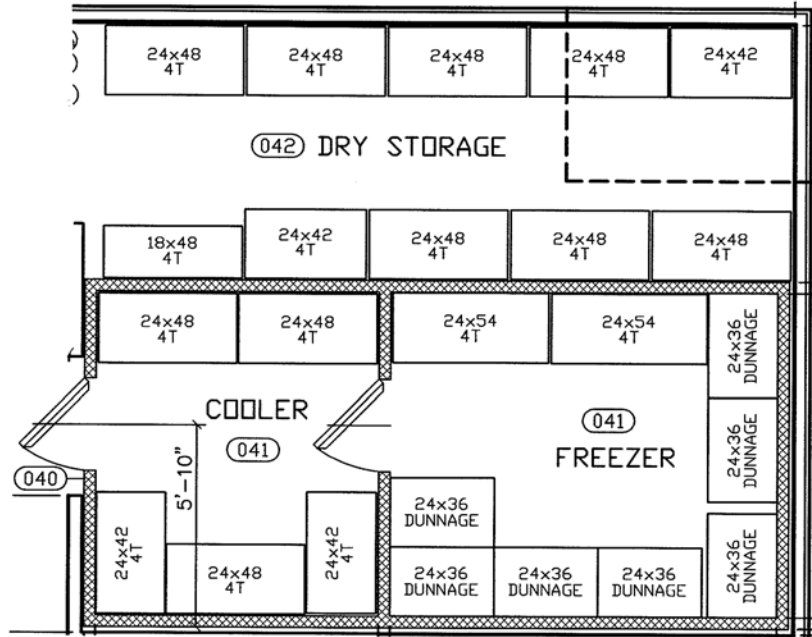 24x48
4T
24x48
4T
24x48
4T
24x48
4T
24x42
4T
042 DRY STORAGE
18x48
4T
24x42
4T
24x48
4T
24x48
4T
24x48
4T
24x48
4T
24x48
4T
24x54
4T
24x54
4T
24x36
DUNNAGE
COOLER
041
041
FREEZER
24x36
DUNNAGE
040
5'-10"
24x42
4T
24x48
4T
24x42
4T
24x36
DUNNAGE
24x36
DUNNAGE
24x36
DUNNAGE
24x36
DUNNAGE
24x36
DUNNAGE